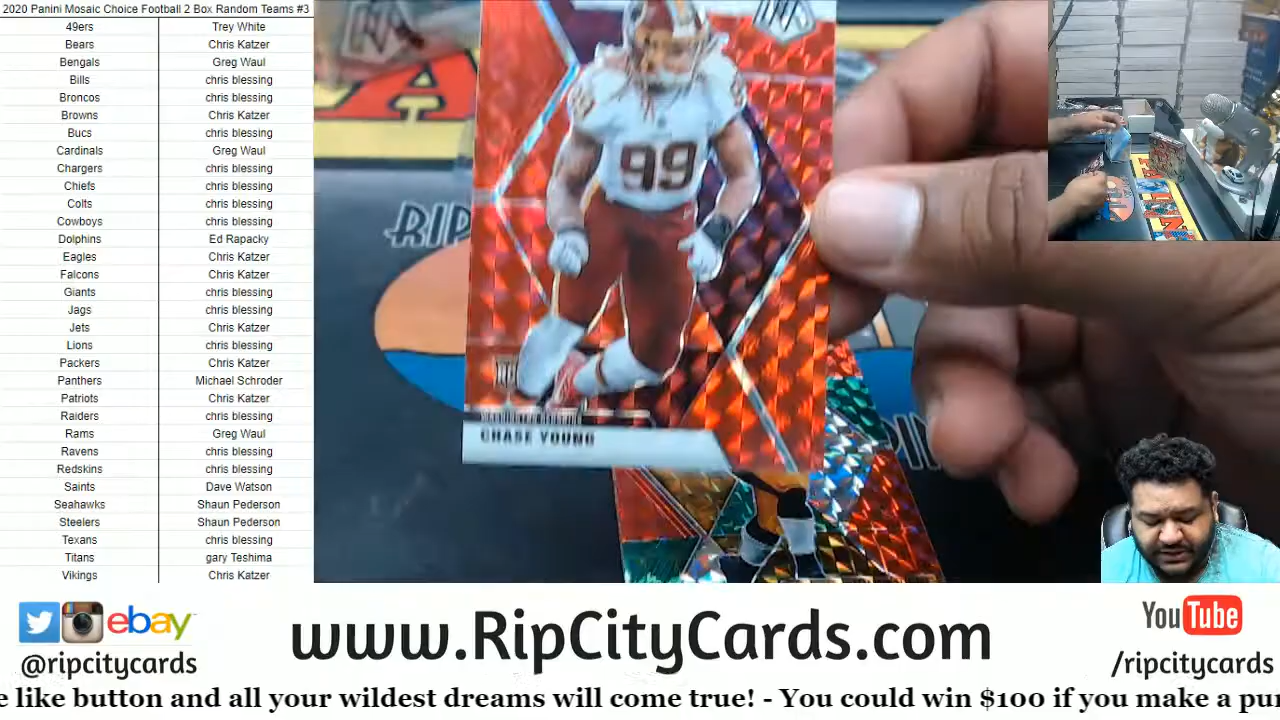 2020 Panini Mosaic Choice Football 2 Box Random Teams #3
49ers Trey White
Bears Chris Katzer
Bengals Greg Waul
Bills chris blessing
Broncos chris blessing
Browns Chris Katzer
Bucs chris blessing
Cardinals Greg Waul
Chargers chris blessing
Chiefs chris blessing
Colts chris blessing
Cowboys chris blessing
Dolphins Ed Rapacky
Eagles Chris Katzer
Falcons Chris Katzer
Giants chris blessing
Jags chris blessing
Jets Chris Katzer
Lions chris blessing
Packers Chris Katzer
Panthers Michael Schroder
Patriots Chris Katzer
Raiders chris blessing
Rams Greg Waul
Ravens chris blessing
Redskins chris blessing
Saints Dave Watson
Seahawks Shaun Pederson
Steelers Shaun Pederson
Texans chris blessing
Titans gary Teshima
Vikings Chris Katzer
99
CHASE YOUNG
RIP
ebay
@ripcitycards
www.RipCityCards.com
YouTube
/ripcitycards
e like button and all your wildest dreams will come true! - You could win $100 if you make a pur